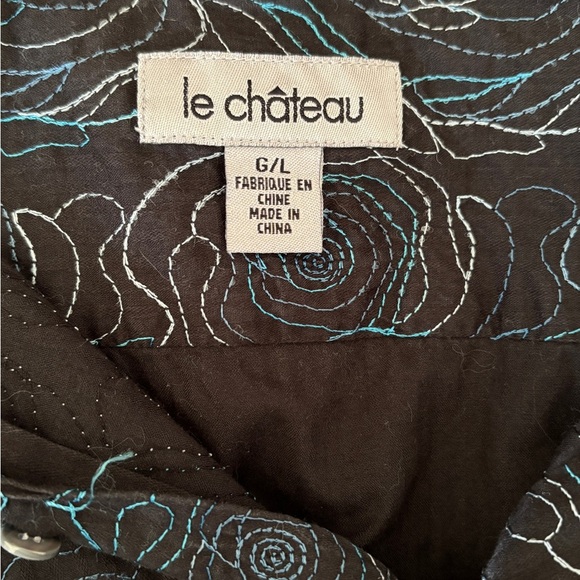 le château
G/L
FABRIQUE EN
CHINE
MADE IN
CHINA